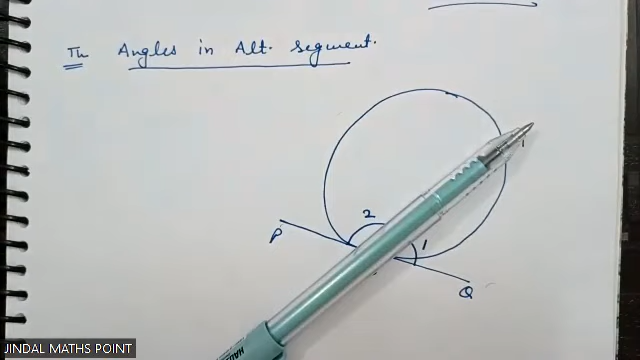 Th Angles in Alt. segment.
2
1
P
Q
JINDAL MATHS POINT